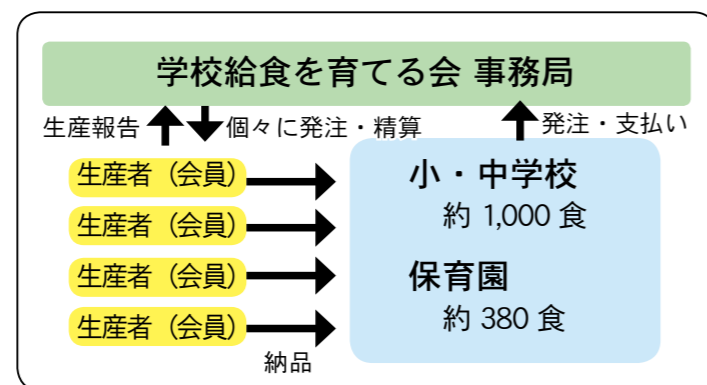 学校給食を育てる会 事務局
生産報告
個々に発注・精算
発注・支払い
生産者（会員）
生産者（会員）
生産者（会員）
生産者（会員）
納品
小・中学校
約 1,000 食
保育園
約 380 食